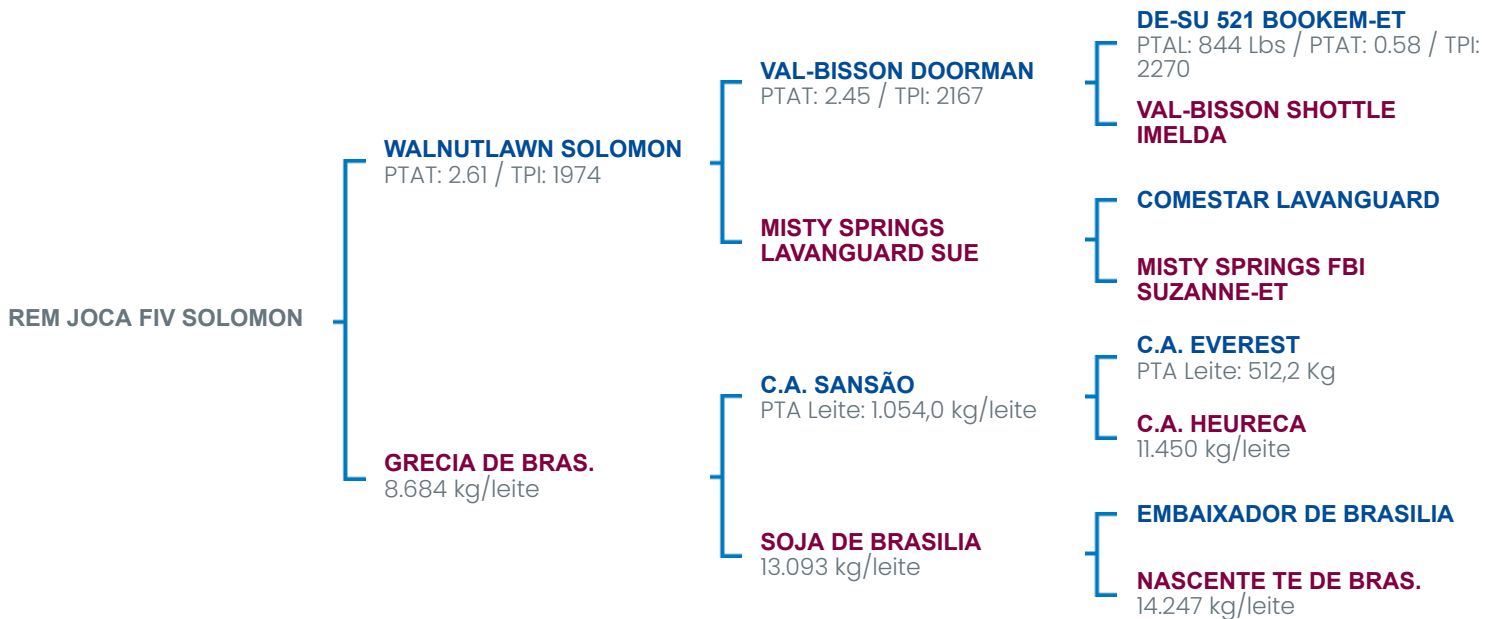 REM JOCA FIV SOLOMON
WALNUTLAWN SOLOMON
PTAT: 2.61 / TPI: 1974
GRECIA DE BRAS.
8.684 kg/leite
VAL-BISSON DOORMAN
PTAT: 2.45 / TPI: 2167
MISTY SPRINGS
LAVANGUARD SUE
C.A. SANSÃO
PTA Leite: 1.054,0 kg/leite
SOJA DE BRASILIA
13.093 kg/leite
DE-SU 521 BOOKEM-ET
PTAL: 844 Lbs / PTAT: 0.58 / TPI:
2270
VAL-BISSON SHOTTLE
IMELDA
COMESTAR LAVANGUARD
MISTY SPRINGS FBI
SUZANNE-ET
C.A. EVEREST
PTA Leite: 512,2 Kg
C.A. HEURECA
11.450 kg/leite
EMBAIXADOR DE BRASILIA
NASCENTE TE DE BRAS.
14.247 kg/leite